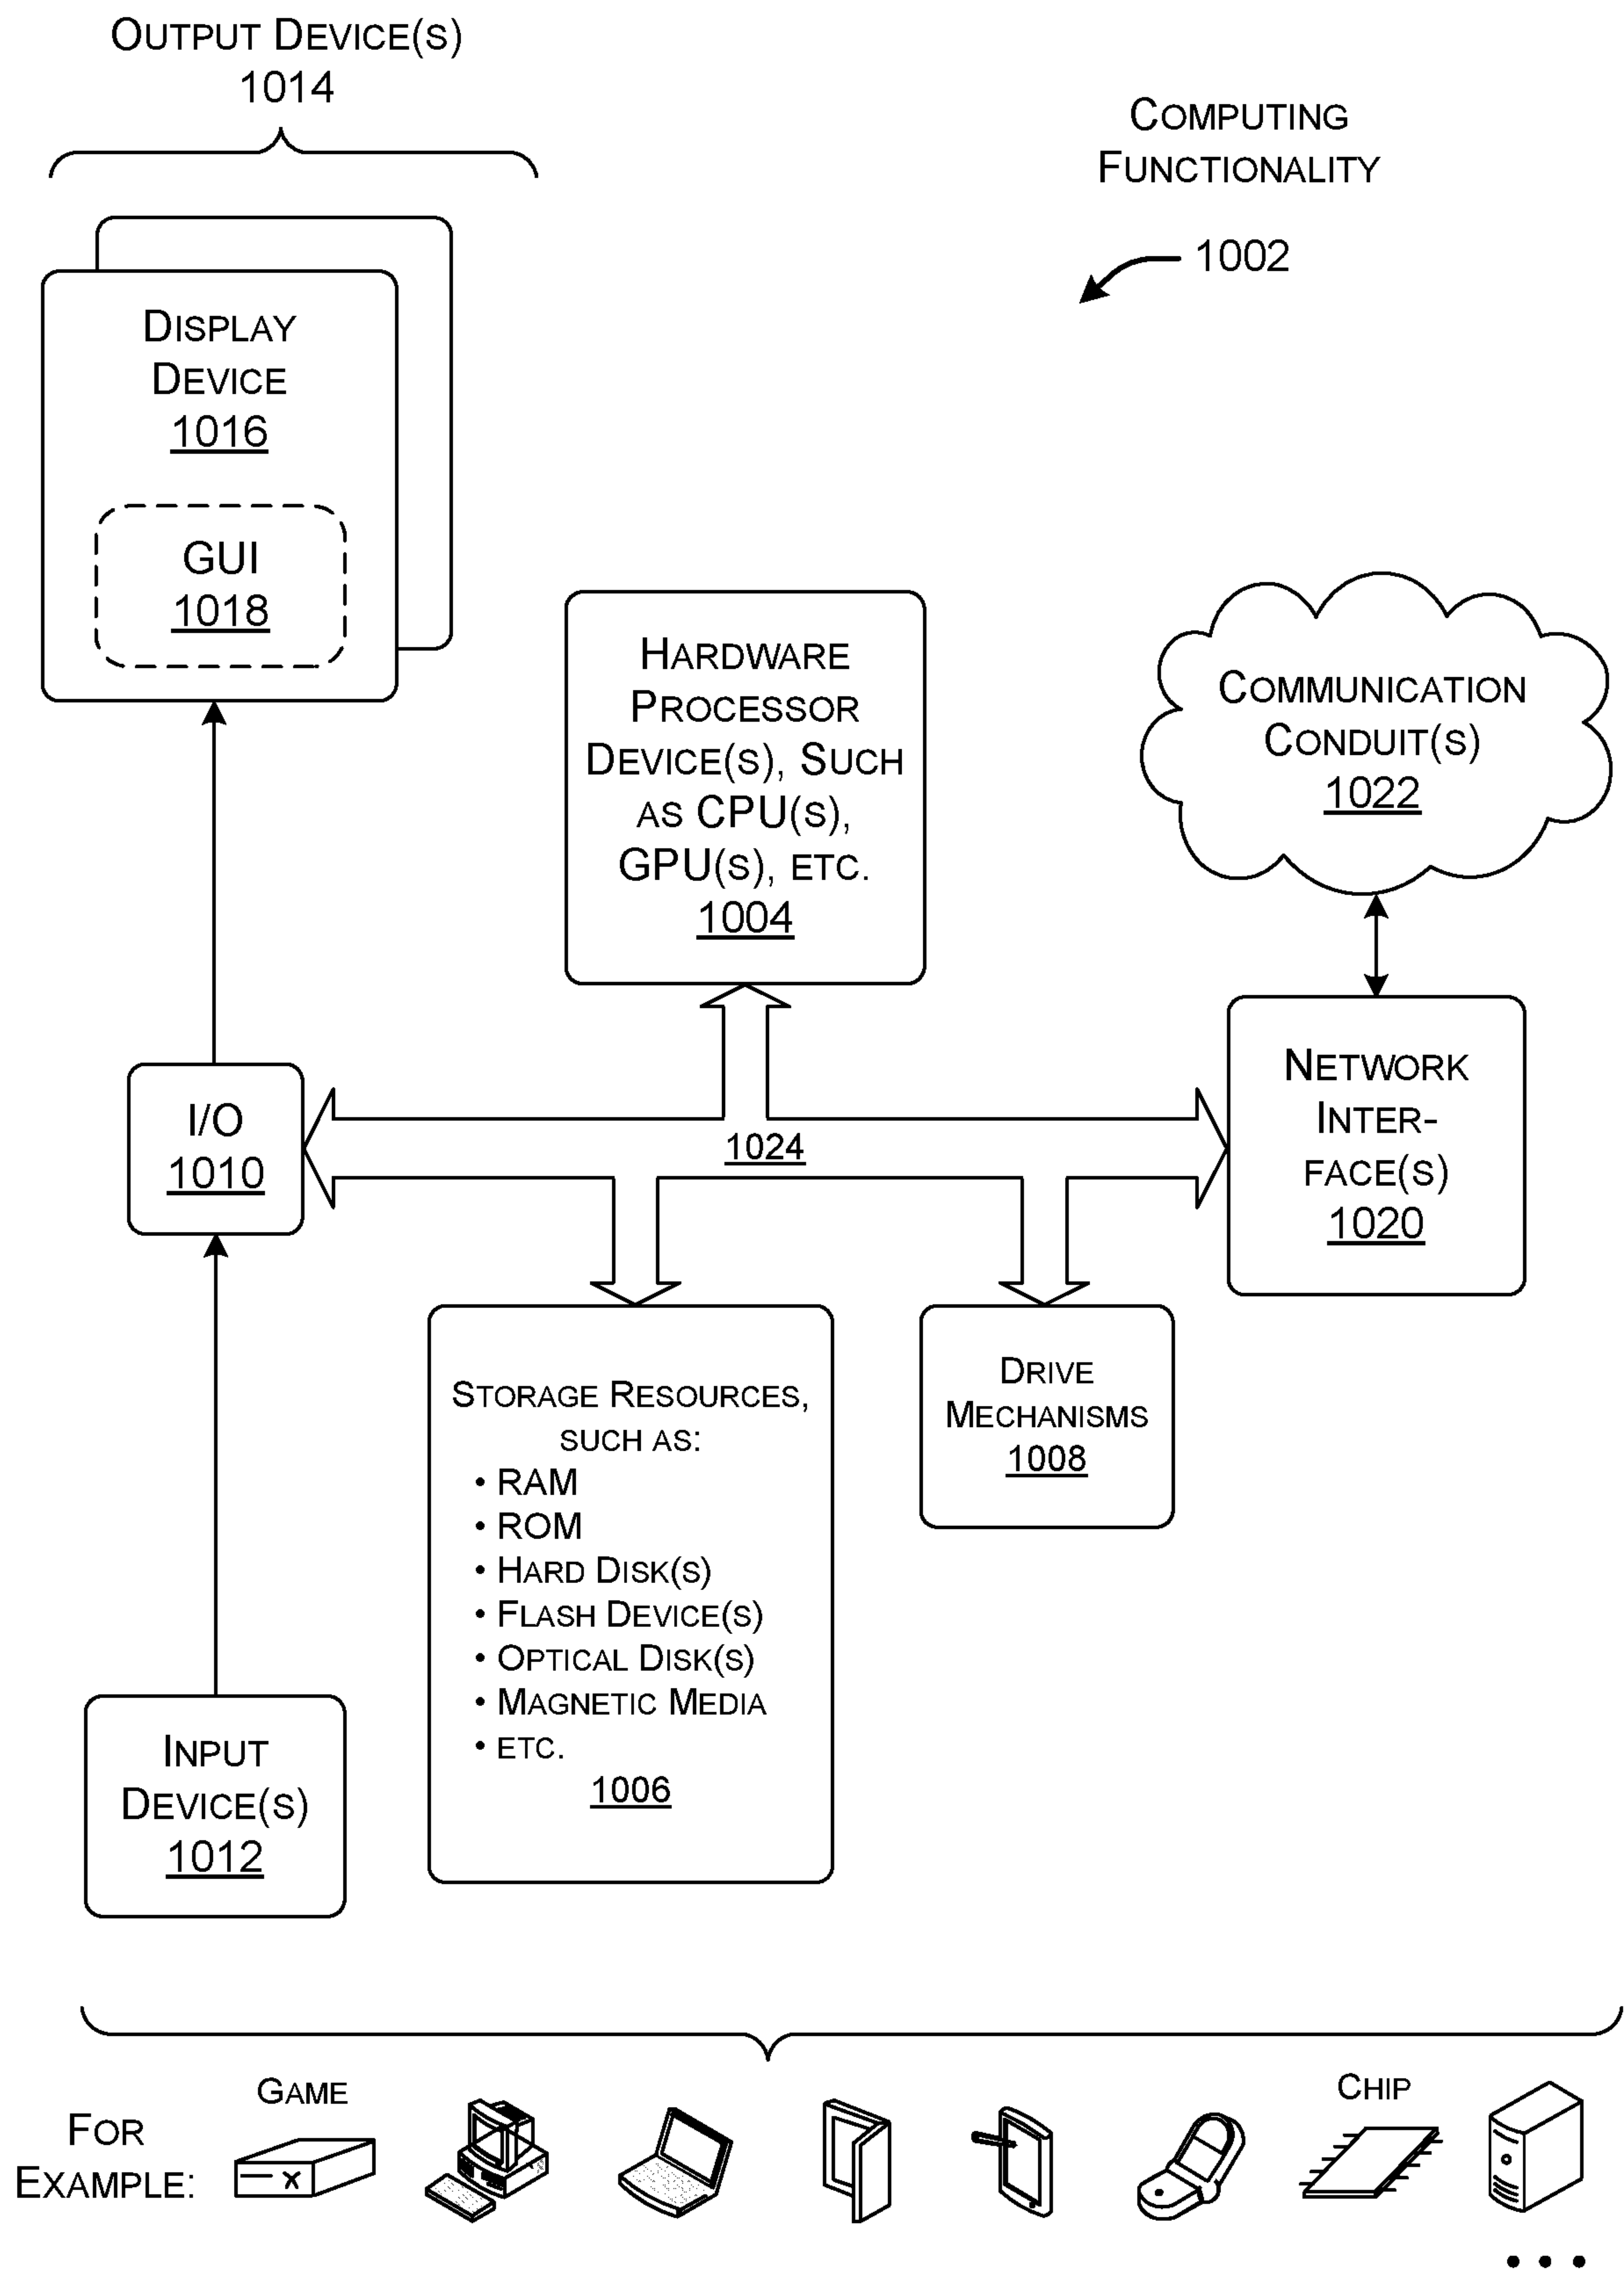 OUTPUT DEVICE(S)
1014
COMPUTING
FUNCTIONALITY
1002
DISPLAY
DEVICE
1016
GUI
1018
HARDWARE
PROCESSOR
DEVICE(S), SUCH
AS CPU(S),
GPU(S), ETC.
1004
COMMUNICATION
CONDUIT(S)
1022
I/O
1010
1024
NETWORK
INTER-
FACE(S)
1020
STORAGE RESOURCES,
SUCH AS:
• RAM
• ROM
• HARD DISK(S)
• FLASH DEVICE(S)
• OPTICAL DISK(S)
• MAGNETIC MEDIA
• ETC.
1006
DRIVE
MECHANISMS
1008
INPUT
DEVICE(S)
1012
FOR
EXAMPLE:
GAME
X
CHIP
• • •